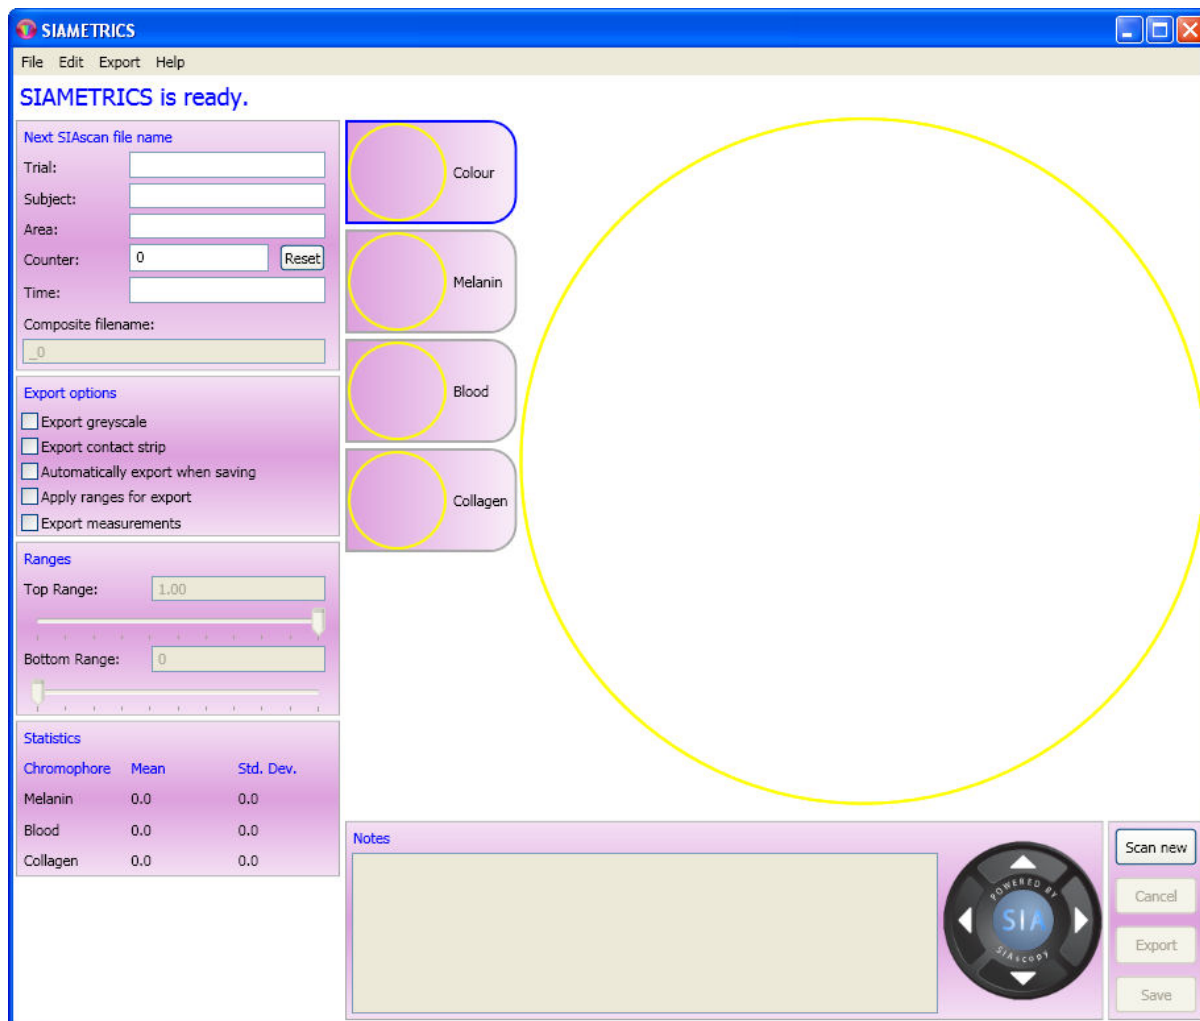 SIAMETRICS
File Edit Export Help
SIAMETRICS is ready.
Next SIAscan file name
Trial:
Subject:
Area:
Counter: 0 Reset
Time:
Composite filename:
_0
Export options
Export greyscale
Export contact strip
Automatically export when saving
Apply ranges for export
Export measurements
Ranges
Top Range: 1.00
Bottom Range: 0
Statistics
Chromophore Mean Std. Dev.
Melanin 0.0 0.0
Blood 0.0 0.0
Collagen 0.0 0.0
Colour
Melanin
Blood
Collagen
Notes
POWERED BY
SIA
SIAscopy
Scan new
Cancel
Export
Save